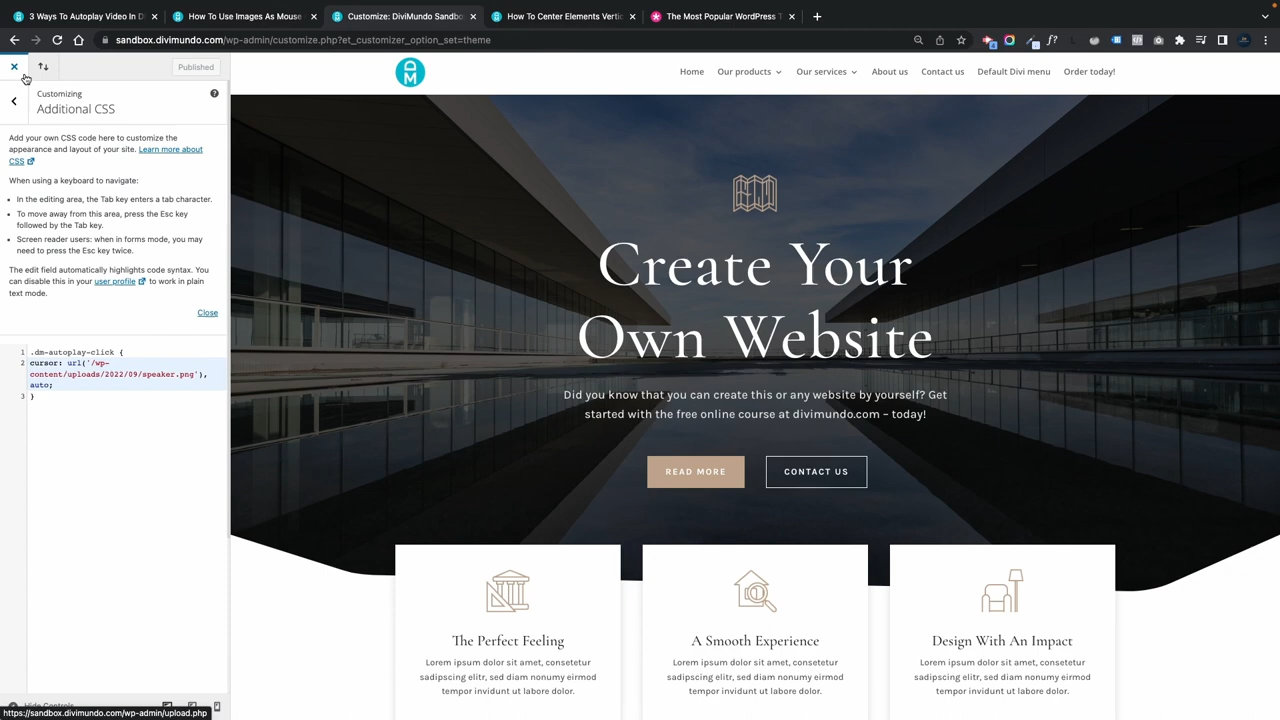 3 Ways To Autoplay Video In D
How To Use Images As Mouse
Customize: DiviMundo Sandbo
How To Center Elements Vertic
The Most Popular WordPress T
sandbox.divimundo.com/wp-admin/customize.php?et_customizer_option_set=theme
Published
Customizing
Additional CSS
Add your own CSS code here to customize the
appearance and layout of your site. Learn more about
CSS
When using a keyboard to navigate:
In the editing area, the Tab key enters a tab character.
To move away from this area, press the Esc key
followed by the Tab key.
Screen reader users: when in forms mode, you may
need to press the Esc key twice.
The edit field automatically highlights code syntax. You
can disable this in your user profile to work in plain
text mode.
Close
1 .dm-autoplay-click {
2 cursor: url('/wp-
content/uploads/2022/09/speaker.png'),
auto;
3 }
Hide Controls
https://sandbox.divimundo.com/wp-admin/upload.php
Home Our products Our services About us Contact us Default Divi menu Order today!
Create Your
Own Website
Did you know that you can create this or any website by yourself? Get
started with the free online course at divimundo.com – today!
READ MORE CONTACT US
The Perfect Feeling
Lorem ipsum dolor sit amet, consetetur
sadipscing elitr, sed diam nonumy eirmod
tempor invidunt ut labore dolor.
A Smooth Experience
Lorem ipsum dolor sit amet, consetetur
sadipscing elitr, sed diam nonumy eirmod
tempor invidunt ut labore dolor.
Design With An Impact
Lorem ipsum dolor sit amet, consetetur
sadipscing elitr, sed diam nonumy eirmod
tempor invidunt ut labore dolor.